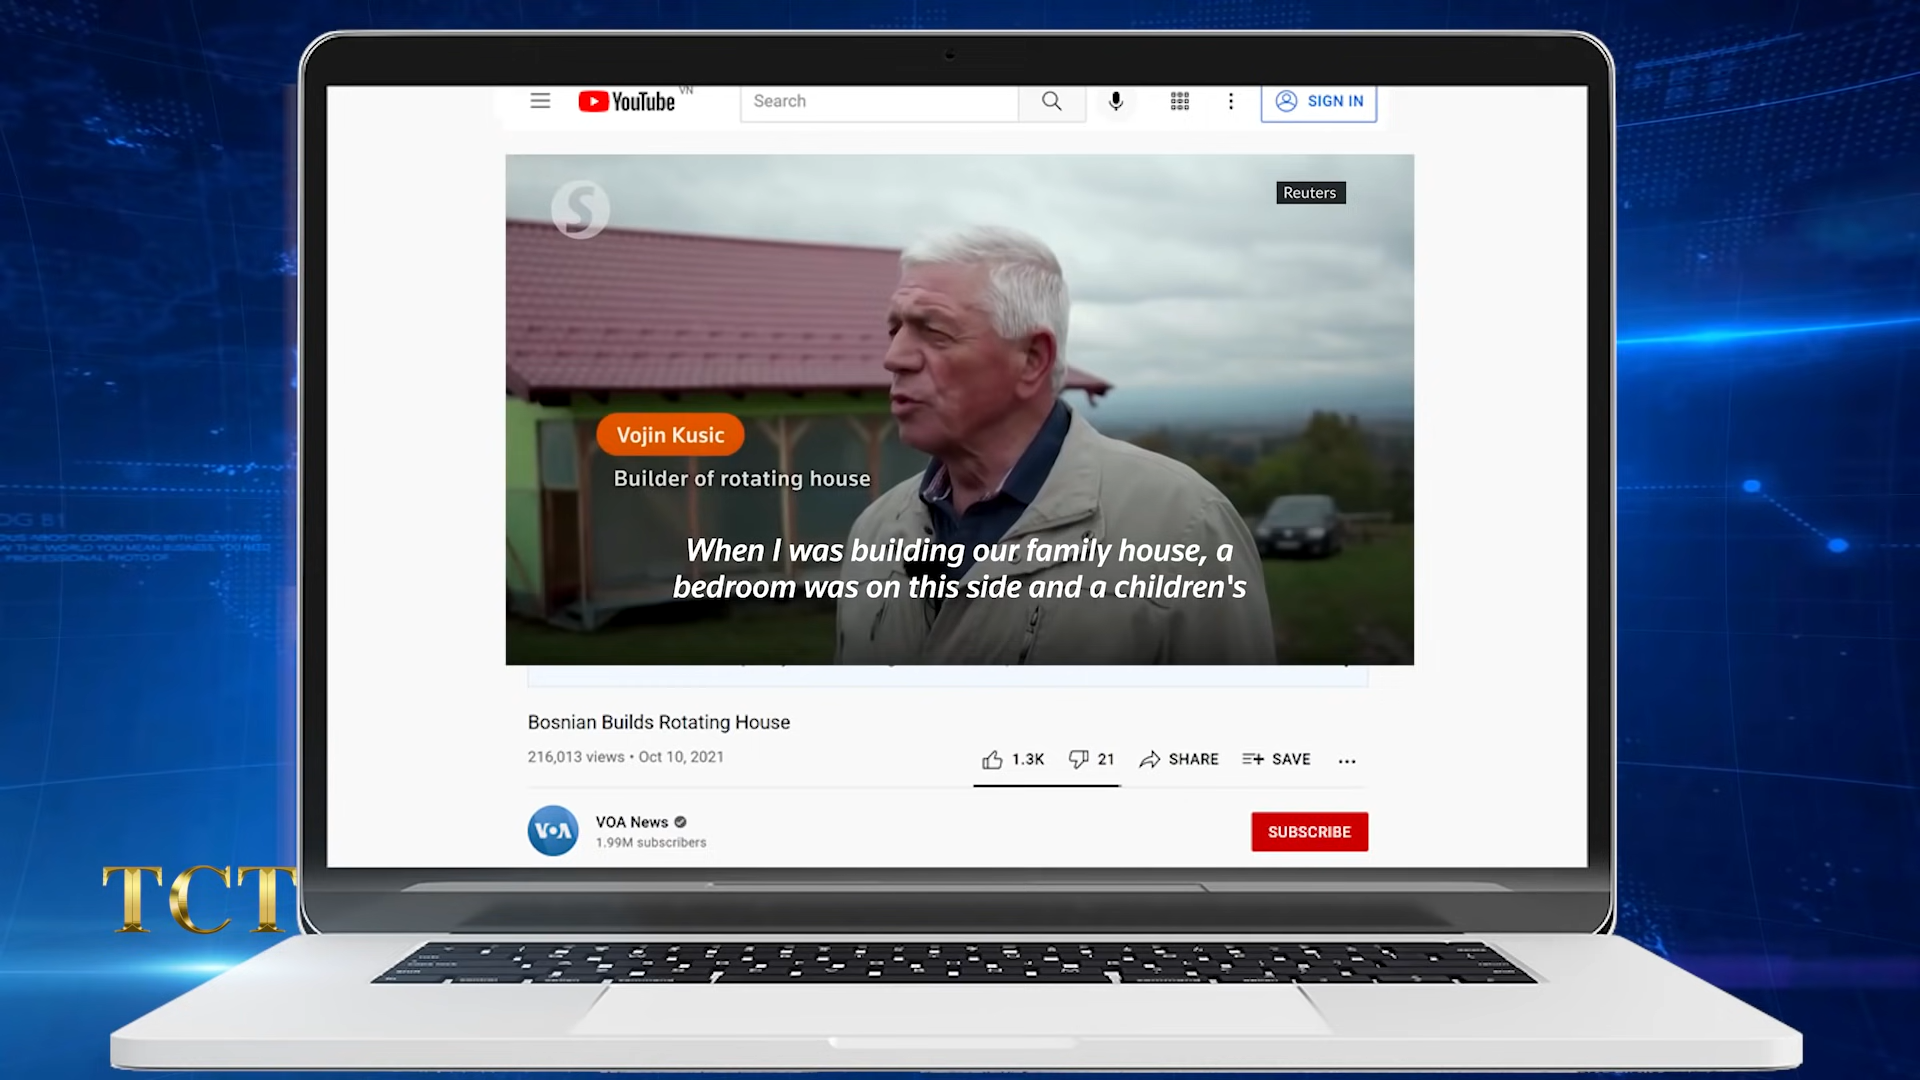 YouTube VN
Search
SIGN IN
S
Reuters
Vojin Kusic
Builder of rotating house
When I was building our family house, a
bedroom was on this side and a children's
Bosnian Builds Rotating House
216,013 views • Oct 10, 2021
1.3K
21
SHARE
SAVE
VOA
VOA News
1.99M subscribers
SUBSCRIBE
TCT